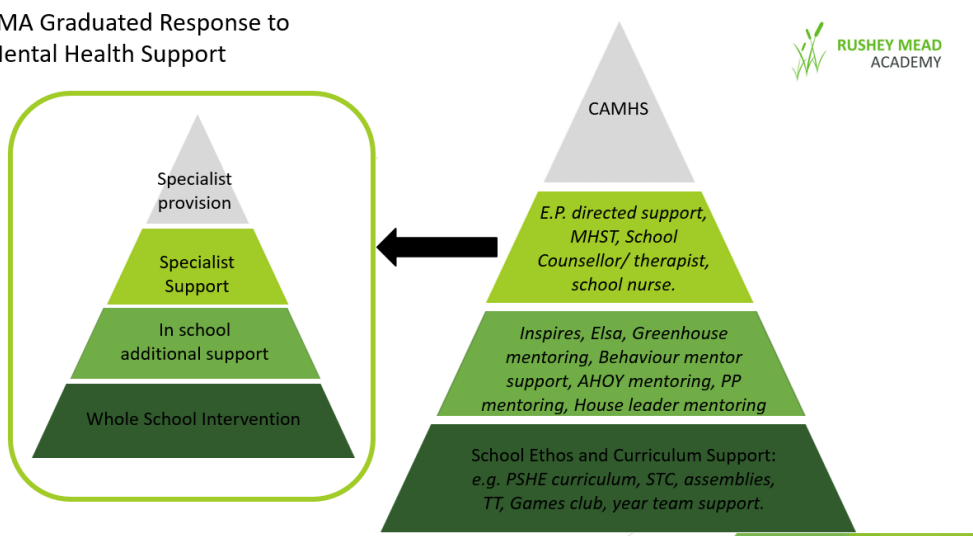 MA Graduated Response to
Mental Health Support
RUSHEY MEAD
ACADEMY
Specialist
provision
Specialist
Support
In school
additional support
Whole School Intervention
CAMHS
E.P. directed support,
MHST, School
Counsellor/ therapist,
school nurse.
Inspires, Elsa, Greenhouse
mentoring, Behaviour mentor
support, AHOY mentoring, PP
mentoring, House leader mentoring
School Ethos and Curriculum Support:
e.g. PSHE curriculum, STC, assemblies,
TT, Games club, year team support.